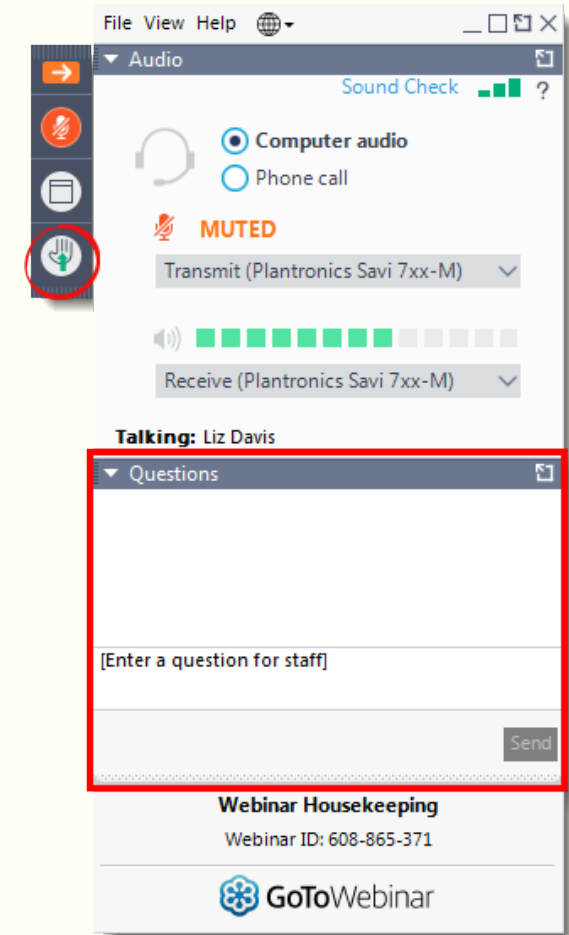 File View Help
Audio
Sound Check ?
Computer audio
Phone call
MUTED
Transmit (Plantronics Savi 7xx-M)
Receive (Plantronics Savi 7xx-M)
Talking: Liz Davis
Questions
[Enter a question for staff]
Send
Webinar Housekeeping
Webinar ID: 608-865-371
GoToWebinar